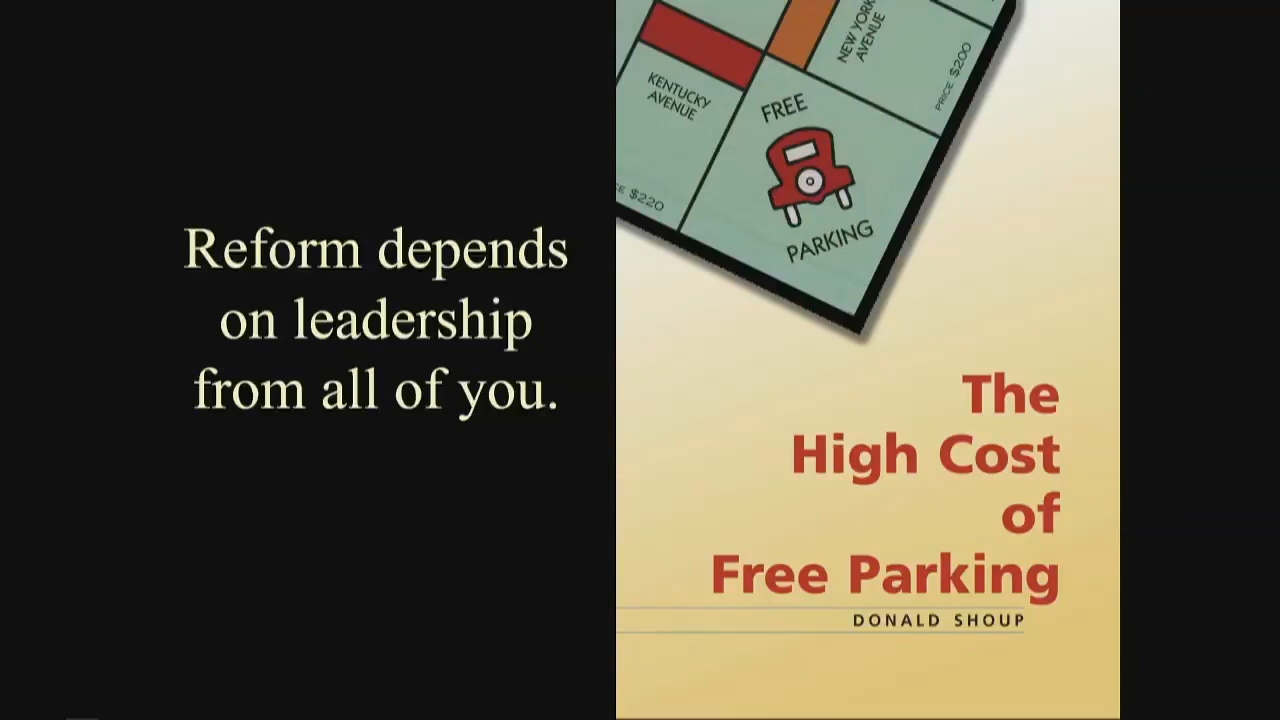 Reform depends
on leadership
from all of you.
KENTUCKY
AVENUE
$220
NEW YORK
AVENUE
PRICE $200
FREE
PARKING
The
High Cost
of
Free Parking
DONALD SHOUP